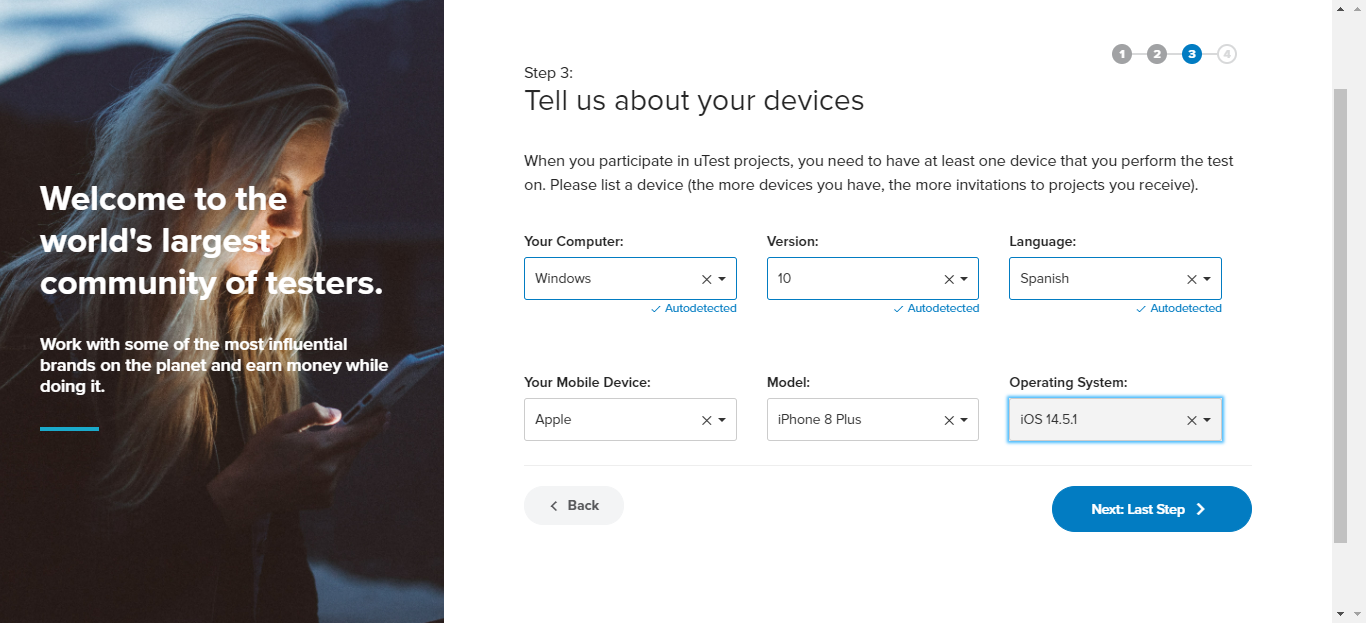 Welcome to the
world's largest
community of testers.
Work with some of the most influential
brands on the planet and earn money while
doing it.
1 2 3 4
Step 3:
Tell us about your devices
When you participate in uTest projects, you need to have at least one device that you perform the test
on. Please list a device (the more devices you have, the more invitations to projects you receive).
Your Computer: Version: Language:
Windows 10 Spanish
Autodetected Autodetected Autodetected
Your Mobile Device: Model: Operating System:
Apple iPhone 8 Plus iOS 14.5.1
Back Next: Last Step